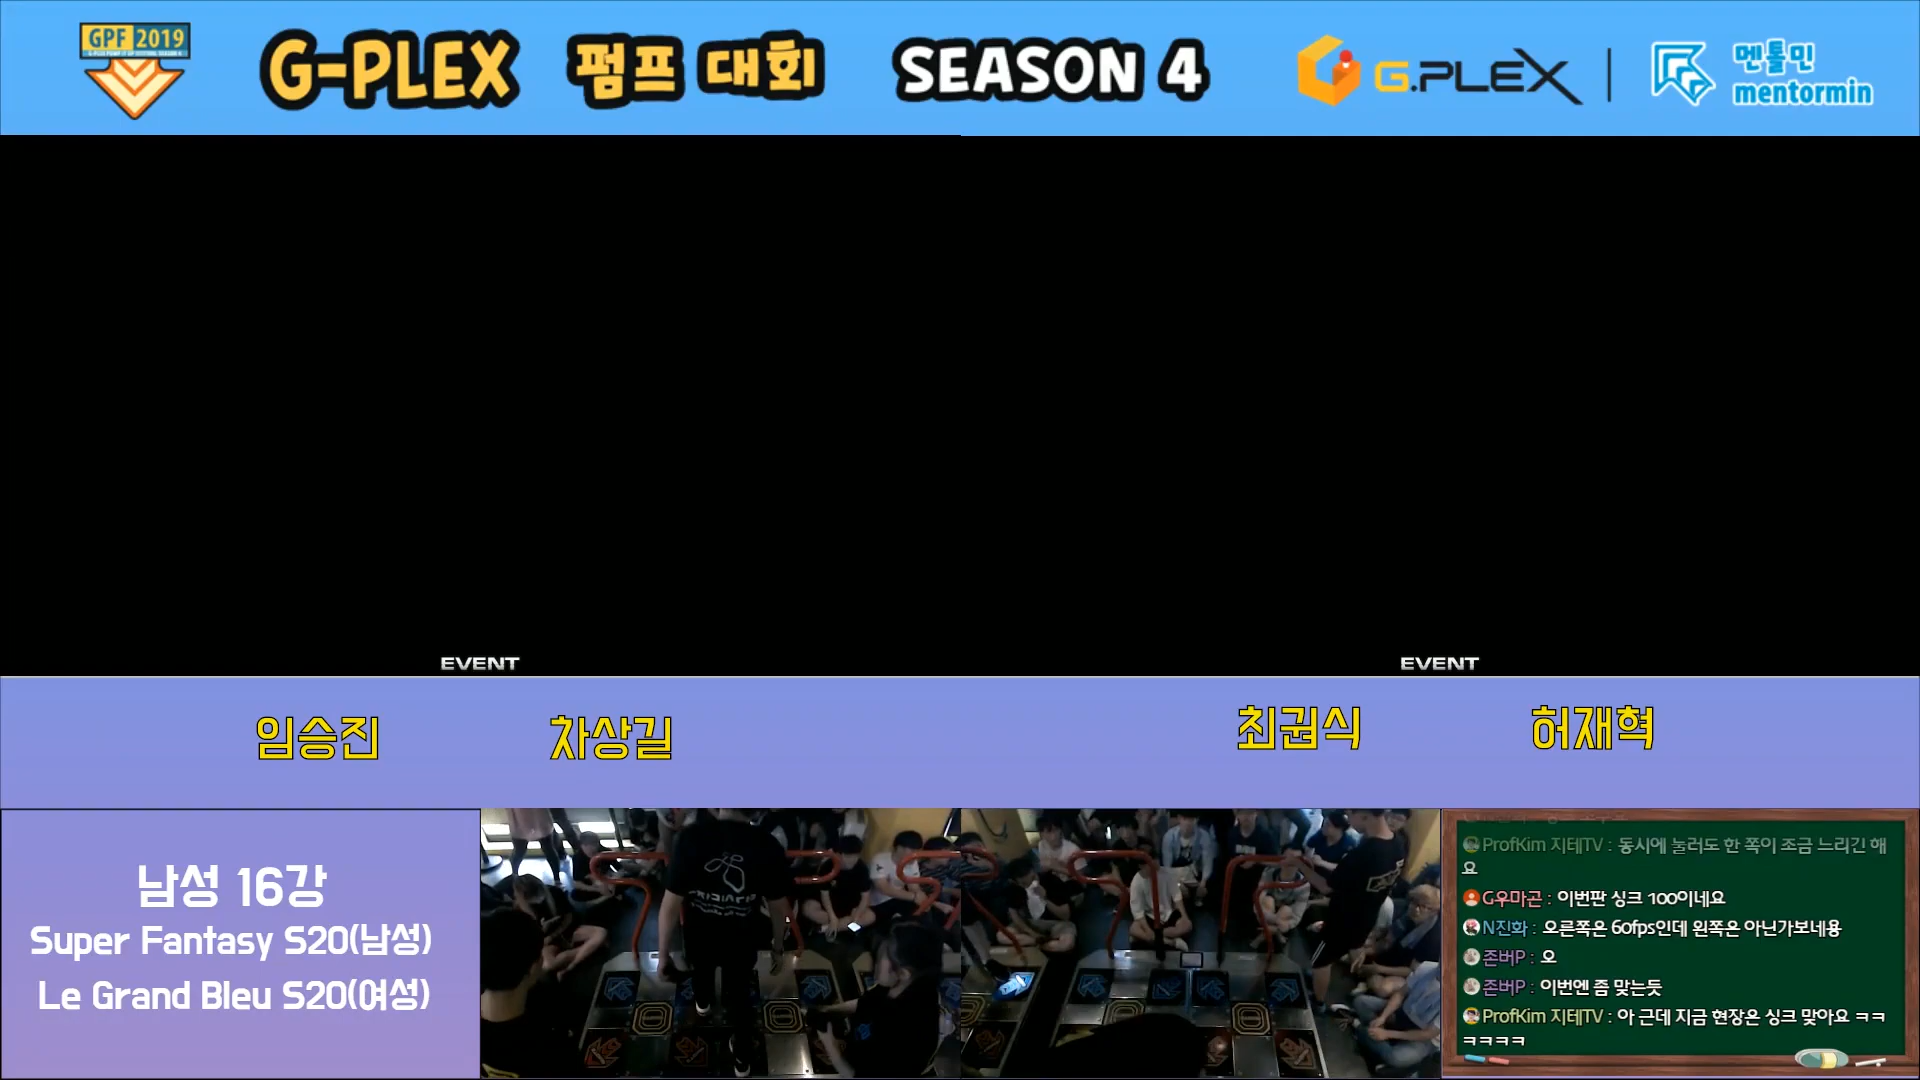 GPF 2019
G-PLEX 펌프 대회 SEASON 4
G.PLEX
멘톨민
mentormin
EVENT
EVENT
임승진 차상길
최권식 허재혁
남성 16강
Super Fantasy S20(남성)
Le Grand Bleu S20(여성)
ProfKim 지테TV : 동시에 눌러도 한 쪽이 조금 느리긴 해
요
G우마곤 : 이번판 싱크 100이네요
N진화 : 오른쪽은 60fps인데 왼쪽은 아닌가보네용
존버P : 오
존버P : 이번엔 좀 맞는듯
ProfKim 지테TV : 아 근데 지금 현장은 싱크 맞아요 ㅋㅋ
ㅋㅋㅋㅋ